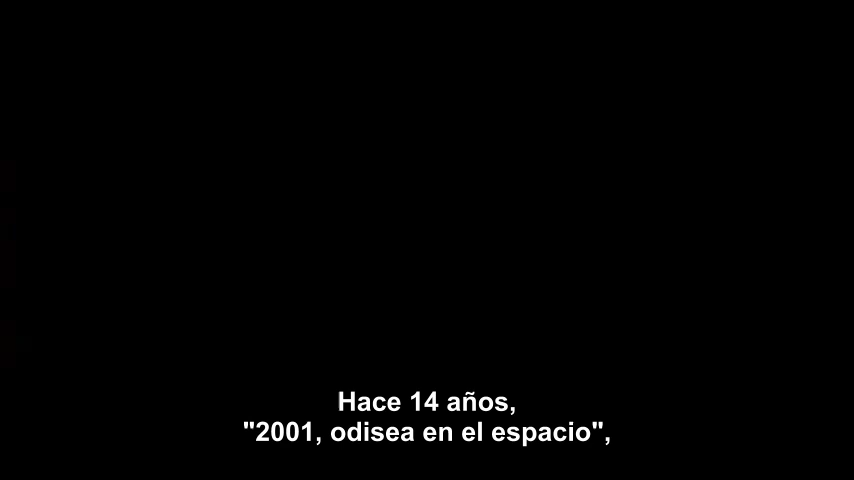 Hace 14 años,
"2001, odisea en el espacio",